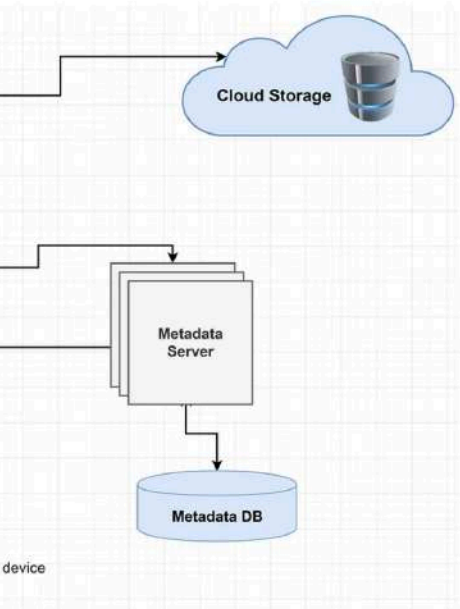 Cloud Storage
Metadata
Server
Metadata DB
device